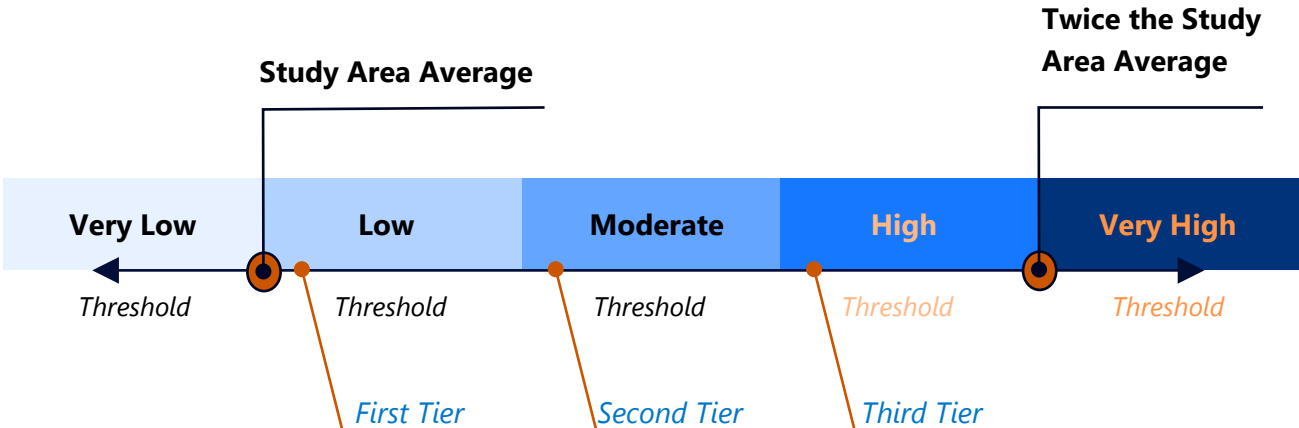 Twice the Study
Area Average
Study Area Average
Very Low
Low
Moderate
High
Very High
Threshold
Threshold
Threshold
Threshold
Threshold
First Tier
Second Tier
Third Tier